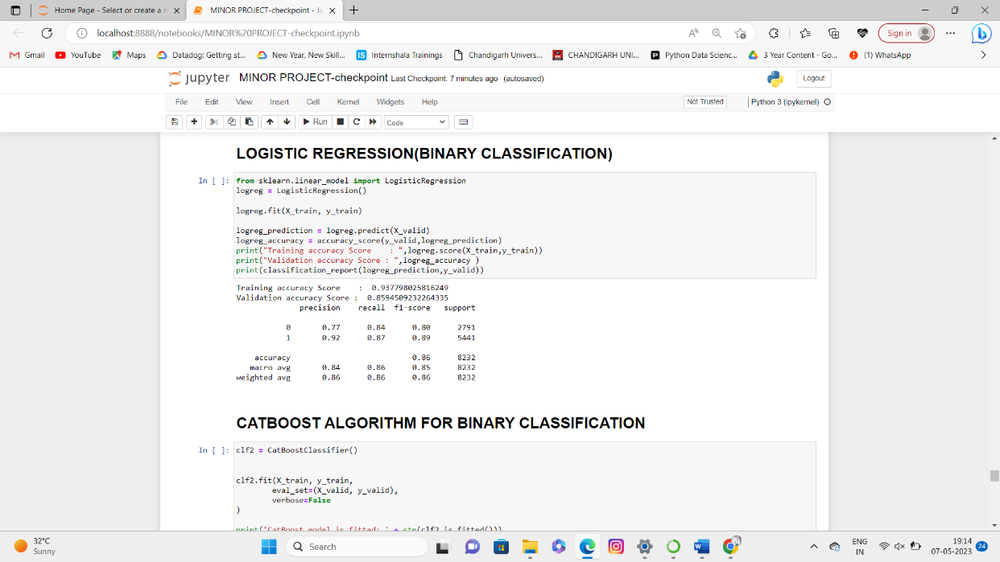 Home Page - Select or create a n
MINOR PROJECT-checkpoint - Ju
localhost:8888/notebooks/MINOR%20PROJECT-checkpoint.ipynb
Sign in
Gmail YouTube Maps Datadog: Getting st... New Year, New Skill... IS Internshala Trainings Chandigarh Univers... CHANDIGARH UNI... Python Data Scienc... 3 Year Content - Go... (1) WhatsApp
jupyter MINOR PROJECT-checkpoint Last Checkpoint: 7 minutes ago (autosaved)
Logout
File Edit View Insert Cell Kernel Widgets Help Not Trusted Python 3 (ipykernel)
Run Code
LOGISTIC REGRESSION(BINARY CLASSIFICATION)
In [ ]: from sklearn.linear_model import LogisticRegression
logreg = LogisticRegression()
logreg.fit(X_train, y_train)
logreg_prediction = logreg.predict(X_valid)
logreg_accuracy = accuracy_score(y_valid,logreg_prediction)
print("Training accuracy Score    : ",logreg.score(X_train,y_train))
print("Validation accuracy Score : ",logreg_accuracy )
print(classification_report(logreg_prediction,y_valid))
Training accuracy Score    :  0.937798025816249
Validation accuracy Score :  0.8594509232264335
precision recall f1-score support
0 0.77 0.84 0.80 2791
1 0.92 0.87 0.89 5441
accuracy 0.86 8232
macro avg 0.84 0.86 0.85 8232
weighted avg 0.86 0.86 0.86 8232
CATBOOST ALGORITHM FOR BINARY CLASSIFICATION
In [ ]: clf2 = CatBoostClassifier()
clf2.fit(X_train, y_train,
eval_set=(X_valid, y_valid),
verbose=False
)
print('CatBoost model is fitted: ' + str(clf2.is_fitted()))
32°C
Sunny
Search
ENG
IN
19:14
07-05-2023
24